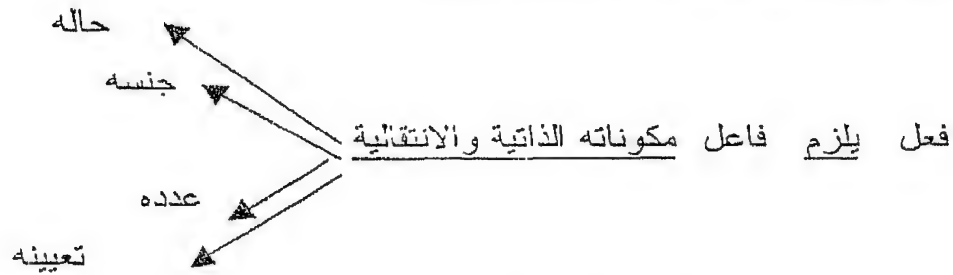 حاله
جنسه
فعل يلزم فاعل مكوناته الذاتية والانتقالية
عدده
تعيينه